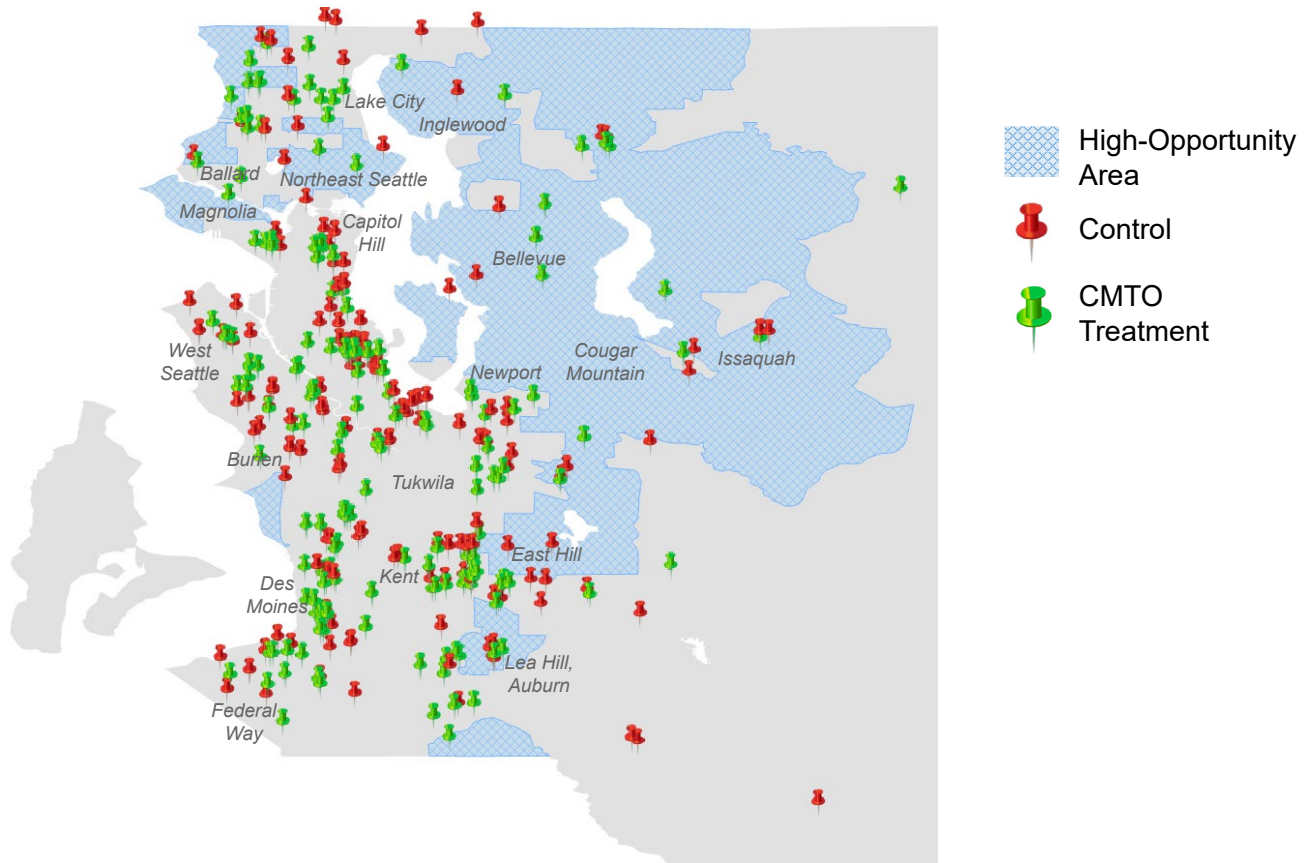 Lake City
Inglewood
Ballard
Northeast Seattle
Magnolia
Capitol
Hill
Bellevue
West
Seattle
Cougar
Mountain
Issaquah
Newport
Burien
Tukwila
East Hill
Kent
Des
Moines
Lea Hill,
Auburn
Federal
Way
High-Opportunity
Area
Control
CMTO
Treatment